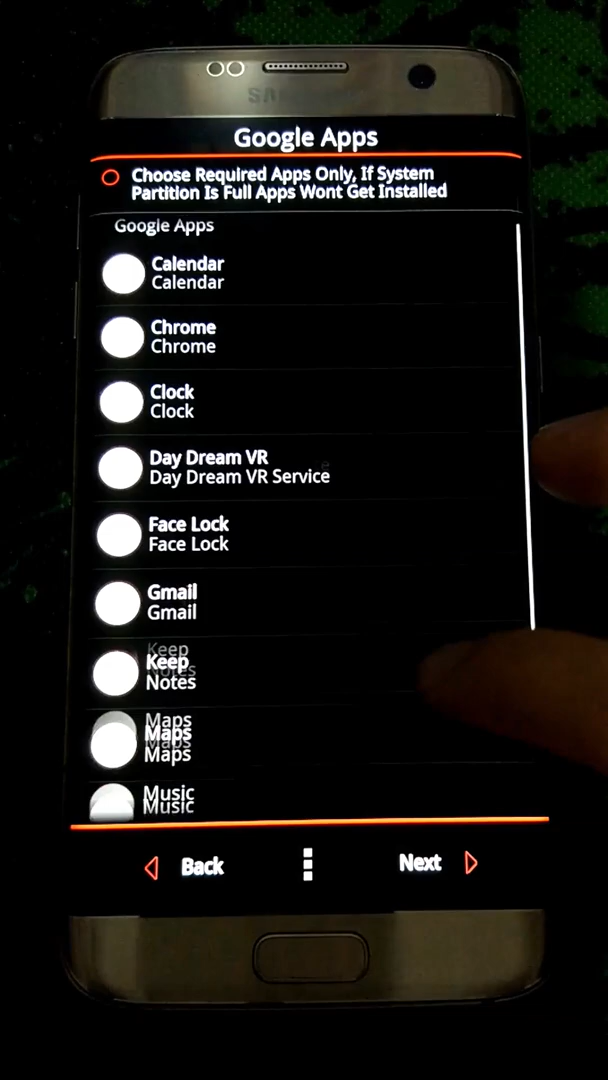 Google Apps
Choose Required Apps Only, If System
Partition Is Full Apps Wont Get Installed
Google Apps
Calendar
Calendar
Chrome
Chrome
Clock
Clock
Day Dream VR
Day Dream VR Service
Face Lock
Face Lock
Gmail
Gmail
Keep
Notes
Maps
Maps
Music
Music
Back
Next